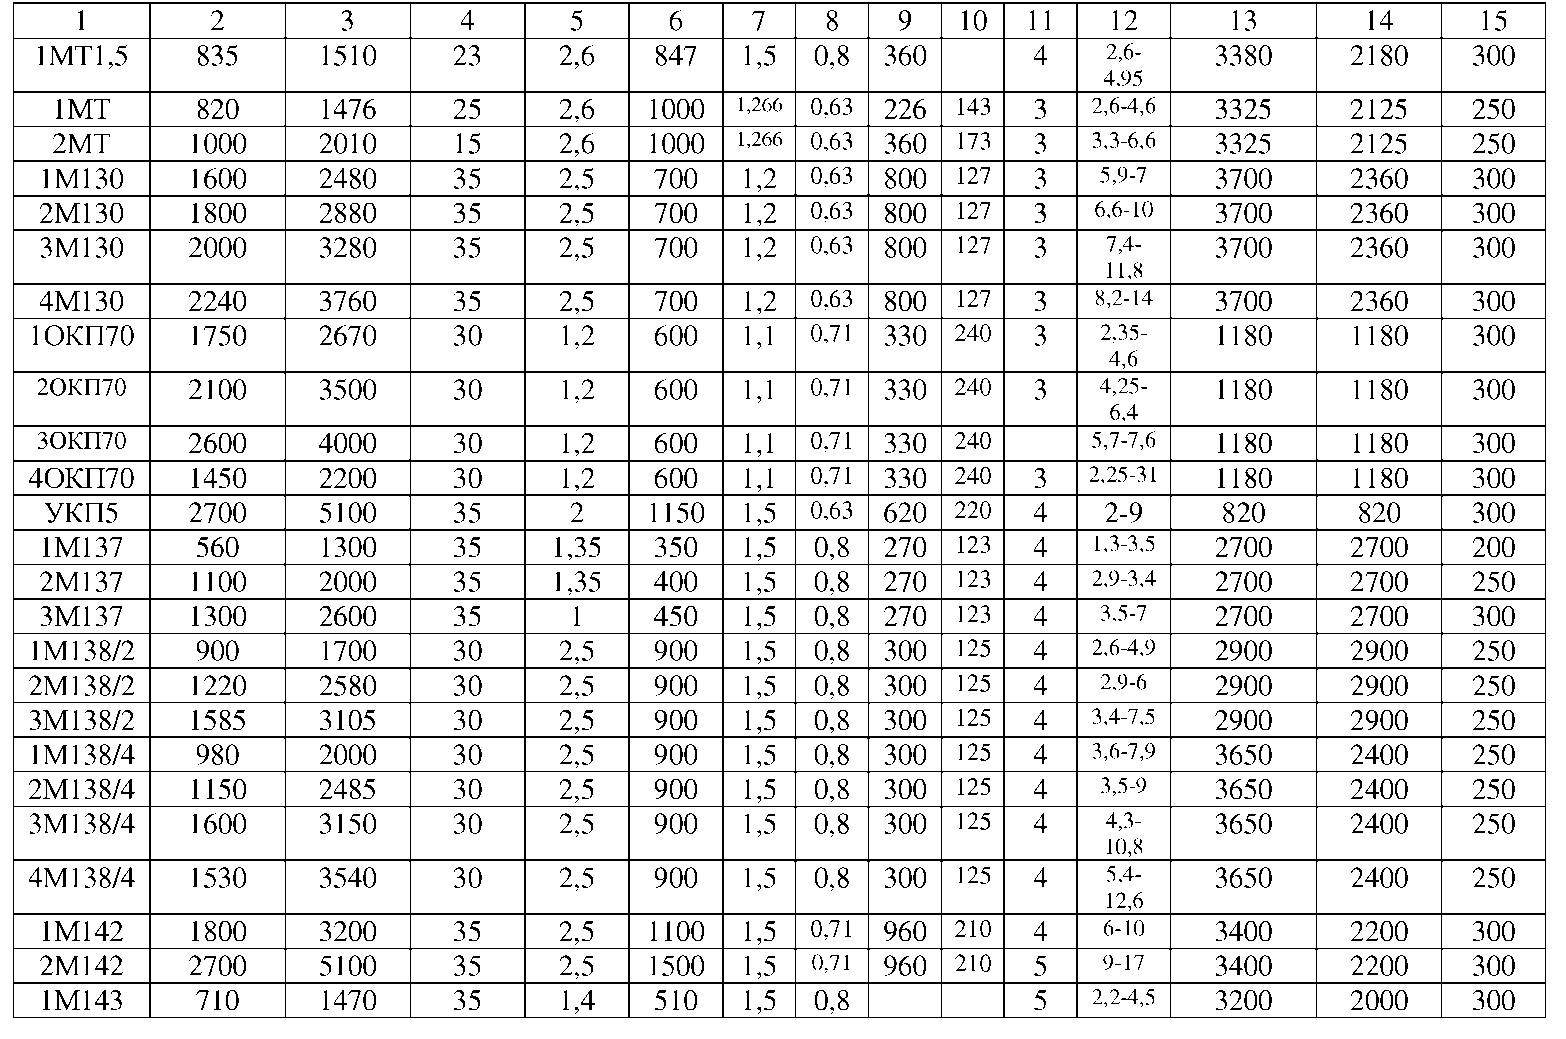 1 2 3 4 5 6 7 8 9 10 11 12 13 14 15
1МТ1,5 835 1510 23 2,6 847 1,5 0,8 360 4 2,6- 3380 2180 300
4,95
1МТ 820 1476 25 2,6 1000 1,266 0,63 226 143 3 2,6-4,6 3325 2125 250
2МТ 1000 2010 15 2,6 1000 1,266 0,63 360 173 3 3,3-6,6 3325 2125 250
1М130 1600 2480 35 2,5 700 1,2 0,63 800 127 3 5,9-7 3700 2360 300
2М130 1800 2880 35 2,5 700 1,2 0,63 800 127 3 6,6-10 3700 2360 300
3М130 2000 3280 35 2,5 700 1,2 0,63 800 127 3 7,4- 3700 2360 300
11,8
4М130 2240 3760 35 2,5 700 1,2 0,63 800 127 3 8,2-14 3700 2360 300
1ОКП70 1750 2670 30 1,2 600 1,1 0,71 330 240 3 2,35- 1180 1180 300
4,6
2ОКП70 2100 3500 30 1,2 600 1,1 0,71 330 240 3 4,25- 1180 1180 300
6,4
3ОКП70 2600 4000 30 1,2 600 1,1 0,71 330 240 5,7-7,6 1180 1180 300
4ОКП70 1450 2200 30 1,2 600 1,1 0,71 330 240 3 2,25-31 1180 1180 300
УКП5 2700 5100 35 2 1150 1,5 0,63 620 220 4 2-9 820 820 300
1М137 560 1300 35 1,35 350 1,5 0,8 270 123 4 1,3-3,5 2700 2700 200
2М137 1100 2000 35 1,35 400 1,5 0,8 270 123 4 2,9-3,4 2700 2700 250
3М137 1300 2600 35 1 450 1,5 0,8 270 123 4 3,5-7 2700 2700 300
1М138/2 900 1700 30 2,5 900 1,5 0,8 300 125 4 2,6-4,9 2900 2900 250
2М138/2 1220 2580 30 2,5 900 1,5 0,8 300 125 4 2,9-6 2900 2900 250
3М138/2 1585 3105 30 2,5 900 1,5 0,8 300 125 4 3,4-7,5 2900 2900 250
1М138/4 980 2000 30 2,5 900 1,5 0,8 300 125 4 3,6-7,9 3650 2400 250
2М138/4 1150 2485 30 2,5 900 1,5 0,8 300 125 4 3,5-9 3650 2400 250
3М138/4 1600 3150 30 2,5 900 1,5 0,8 300 125 4 4,3- 3650 2400 250
10,8
4М138/4 1530 3540 30 2,5 900 1,5 0,8 300 125 4 5,4- 3650 2400 250
12,6
1М142 1800 3200 35 2,5 1100 1,5 0,71 960 210 4 6-10 3400 2200 300
2М142 2700 5100 35 2,5 1500 1,5 0,71 960 210 5 9-17 3400 2200 300
1М143 710 1470 35 1,4 510 1,5 0,8 5 2,2-4,5 3200 2000 300